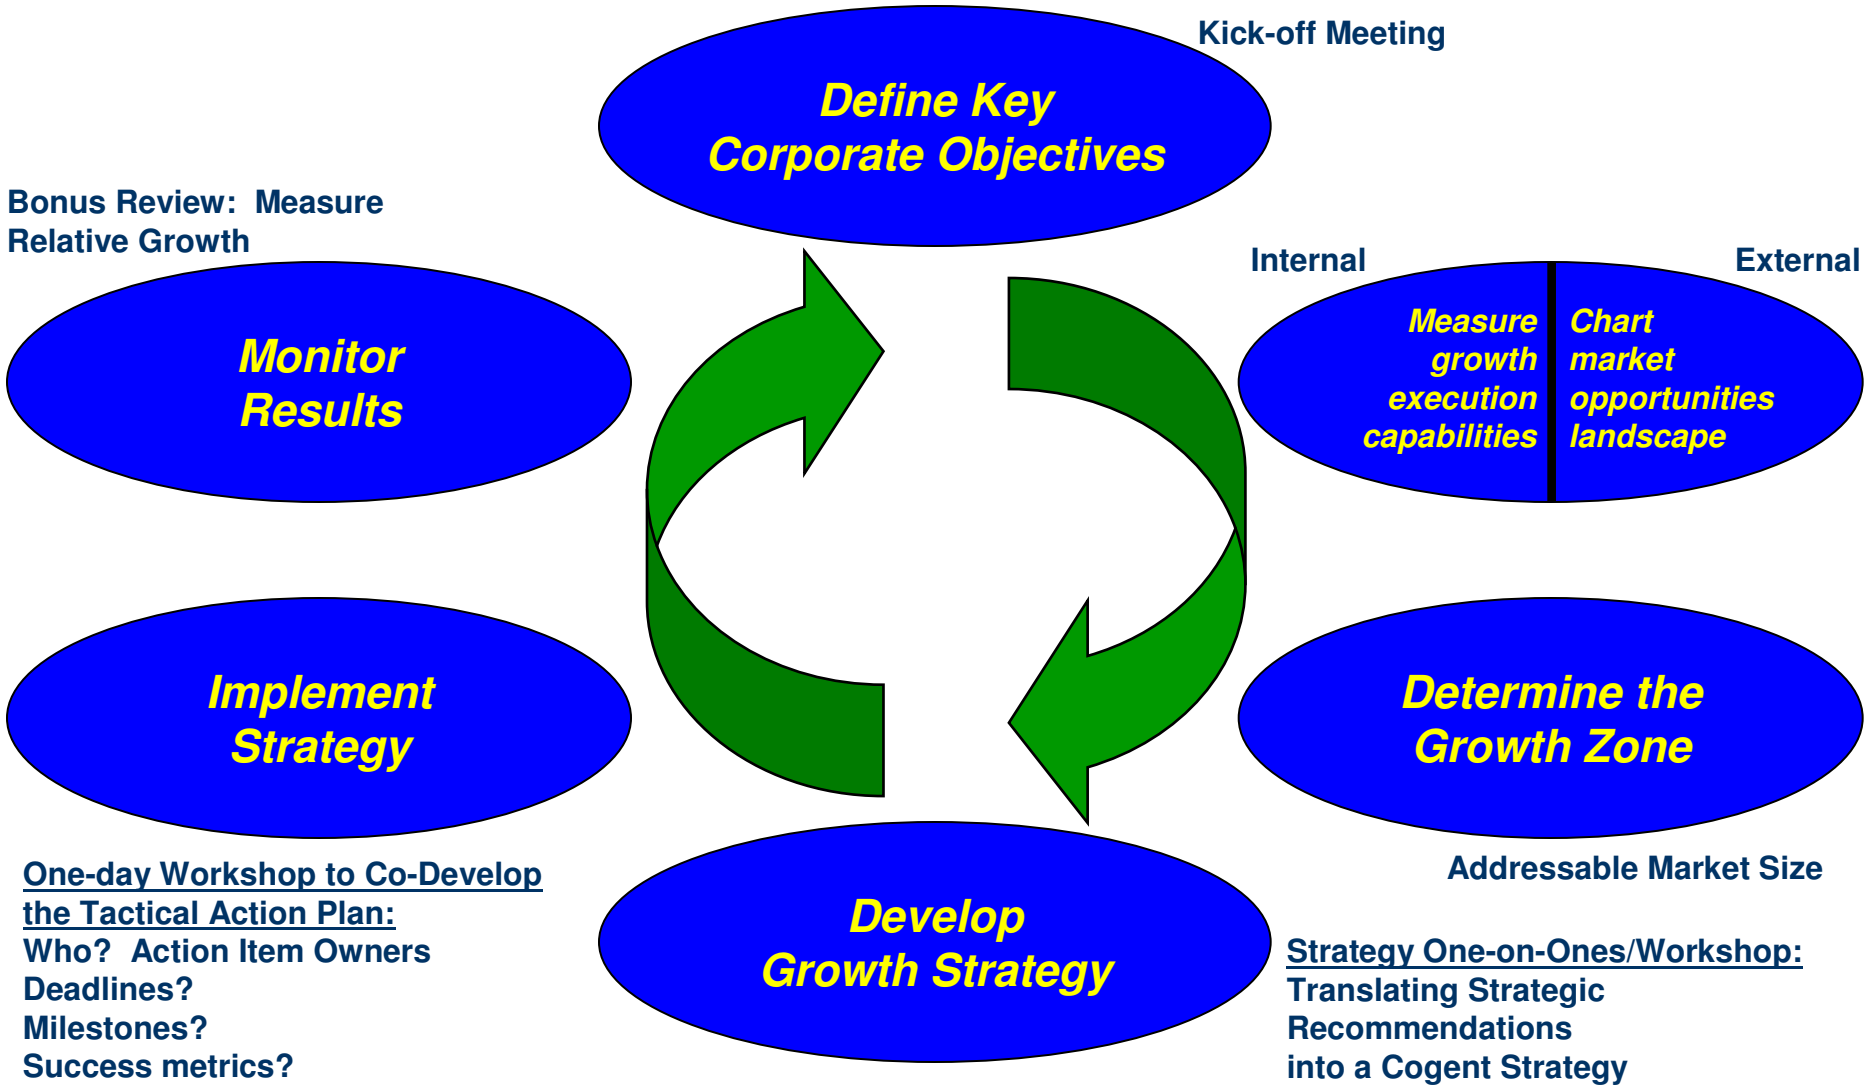 Kick-off Meeting
Define Key
Corporate Objectives
Bonus Review:  Measure
Relative Growth
Monitor
Results
Internal
External
Measure
growth
execution
capabilities
Chart
market
opportunities
landscape
Implement
Strategy
Determine the
Growth Zone
One-day Workshop to Co-Develop
the Tactical Action Plan:
Who?  Action Item Owners
Deadlines?
Milestones?
Success metrics?
Develop
Growth Strategy
Addressable Market Size
Strategy One-on-Ones/Workshop:
Translating Strategic
Recommendations
into a Cogent Strategy